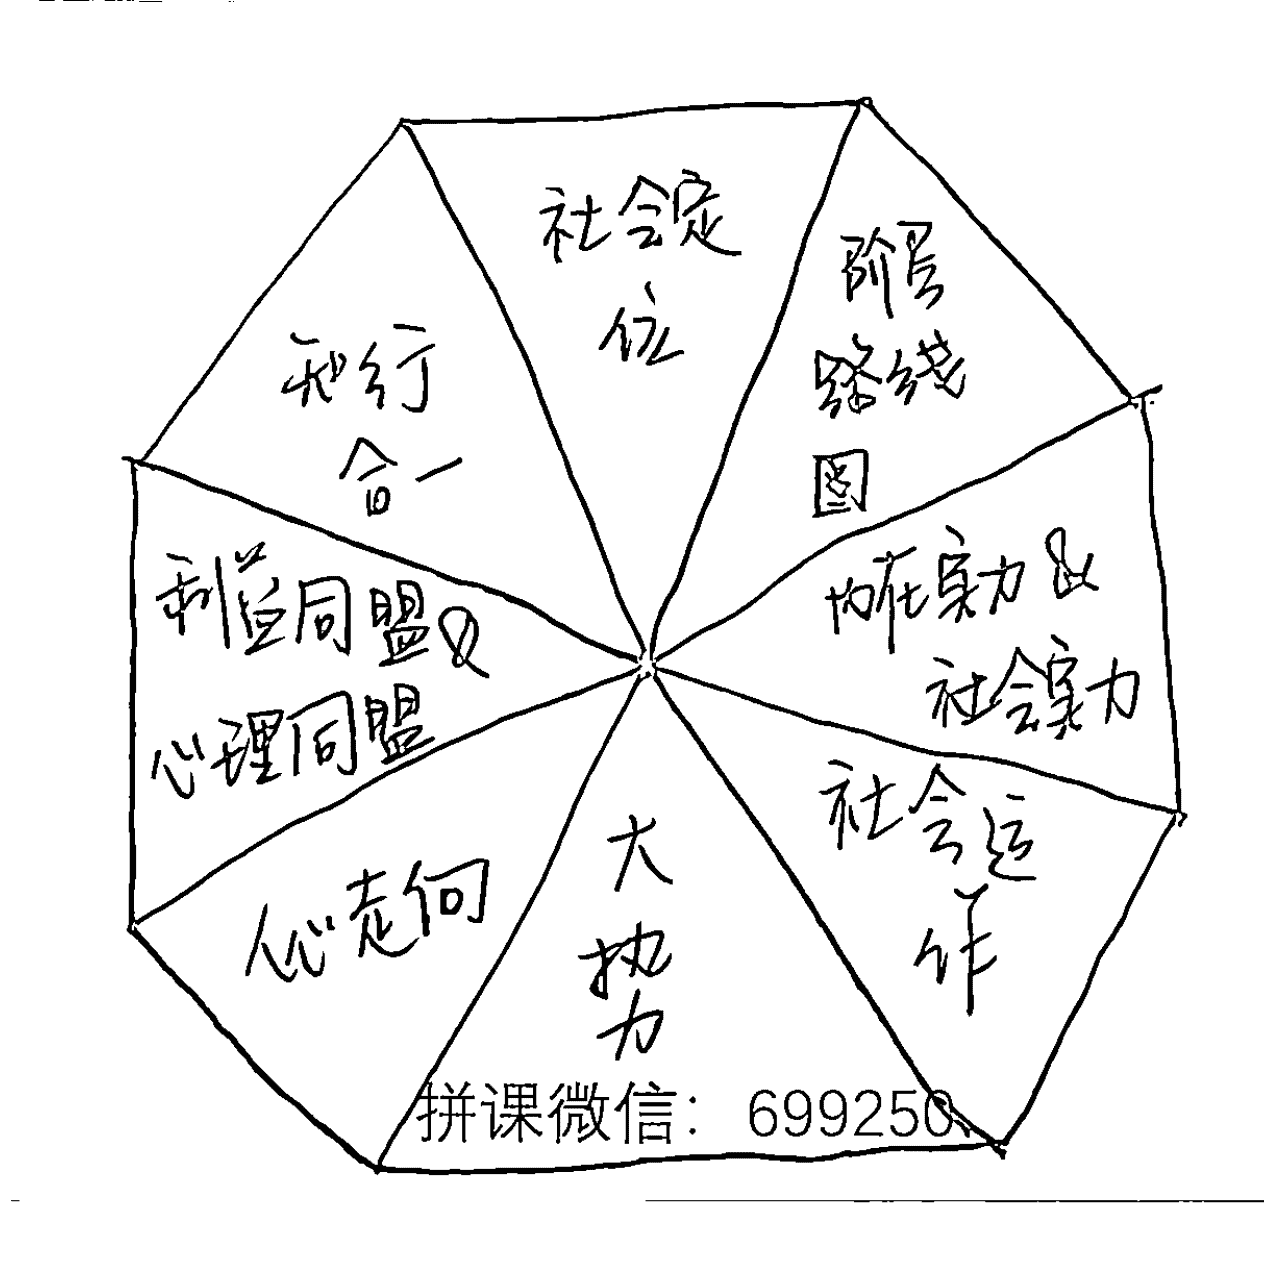 社会定
位
阶层
路线
图
内在实力&
社会实力
社会运
作
大
势
人心走向
利益同盟&
心理同盟
知行
合一
拼课微信：699250